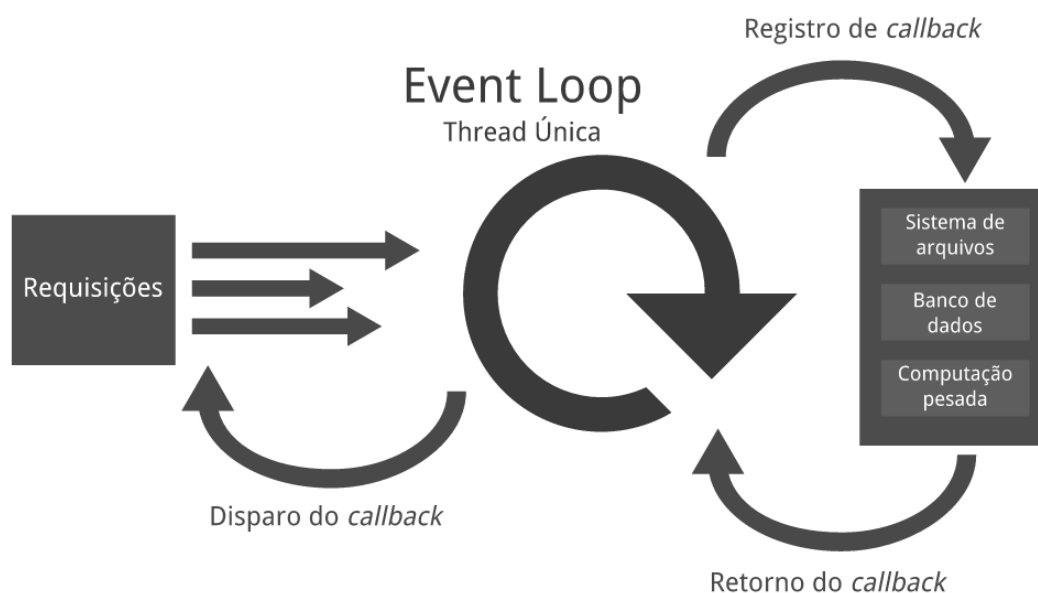 Registro de callback
Event Loop
Thread Única
Requisições
Sistema de
arquivos
Banco de
dados
Computação
pesada
Disparo do callback
Retorno do callback